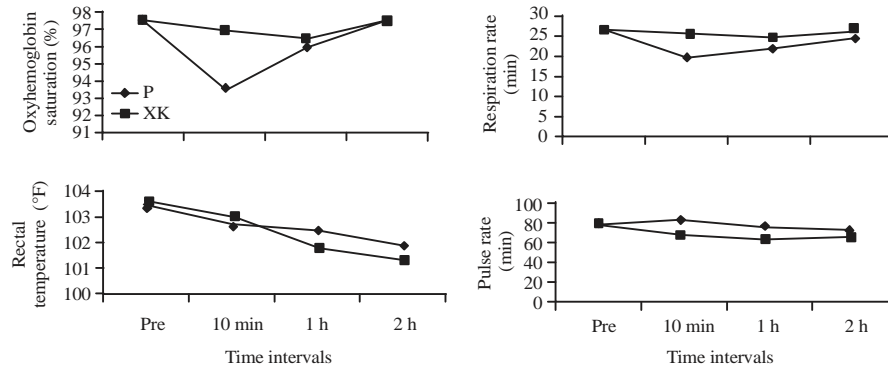 Oxyhemoglobin
saturation (%)
98
97
96
95
94
93
92
91
P
XK
Respiration rate
(min)
30
25
20
15
10
5
0
Rectal
temperature (°F)
104
103
102
101
100
Pre
10 min
1 h
2 h
Time intervals
Pulse rate
(min)
100
80
60
40
20
0
Pre
10 min
1 h
2 h
Time intervals